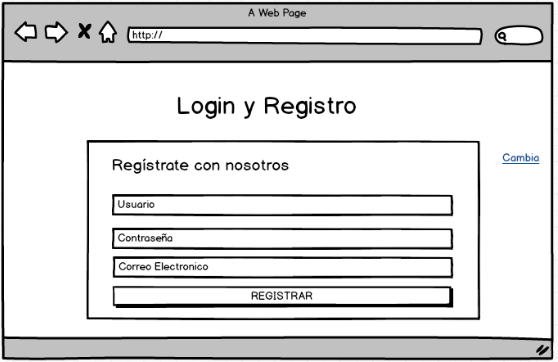 A Web Page
http://
Login y Registro
Regístrate con nosotros
Cambia
Usuario
Contraseña
Correo Electronico
REGISTRAR